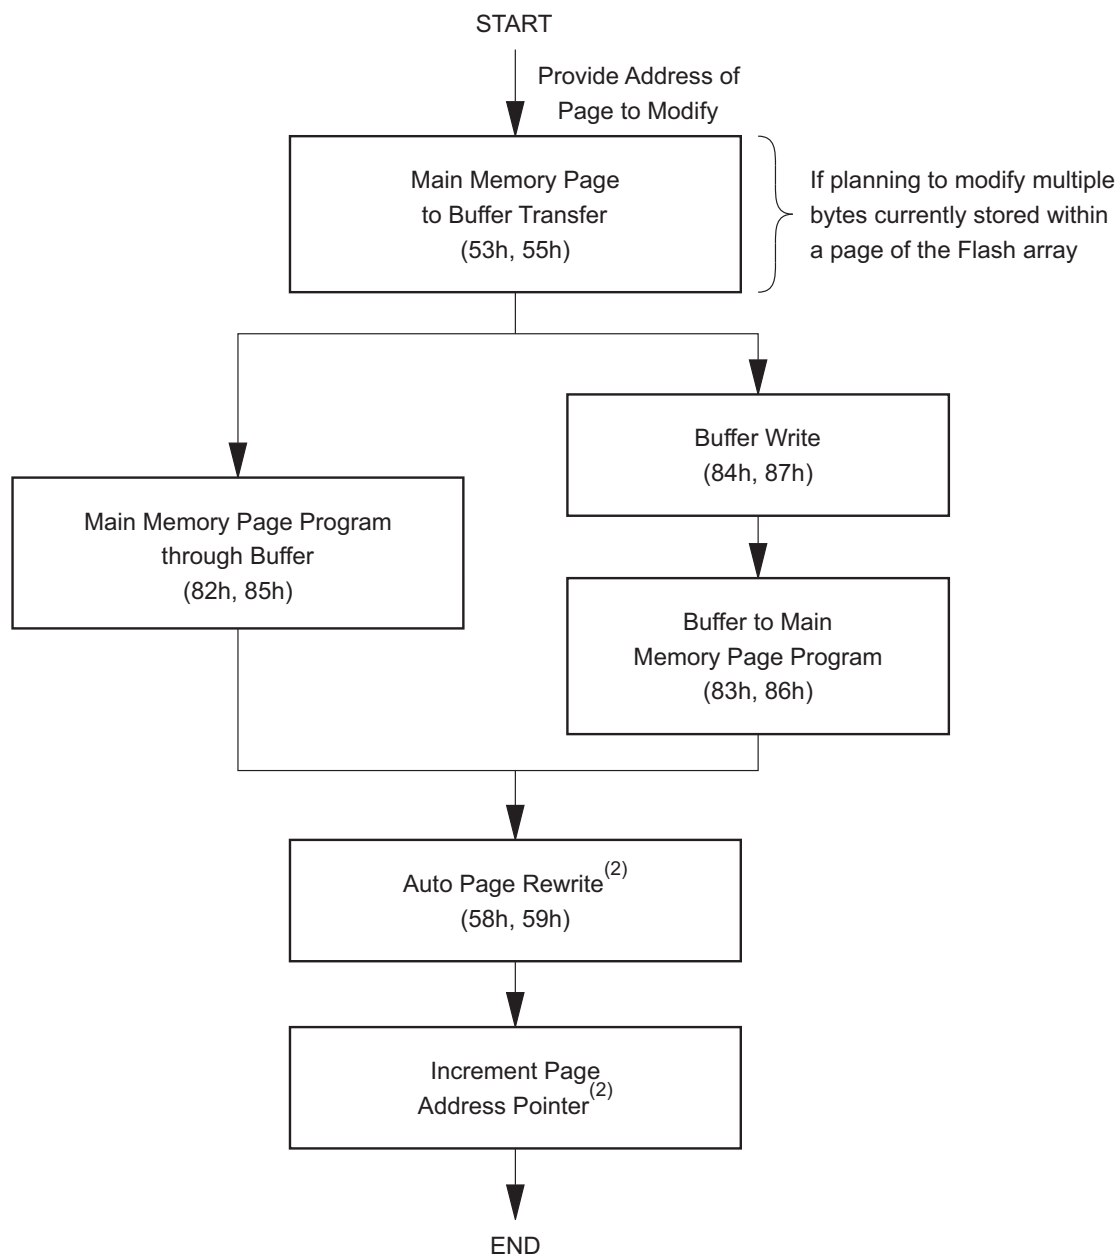 START
Provide Address of
Page to Modify
Main Memory Page
to Buffer Transfer
(53h, 55h)
If planning to modify multiple
bytes currently stored within
a page of the Flash array
Buffer Write
(84h, 87h)
Main Memory Page Program
through Buffer
(82h, 85h)
Buffer to Main
Memory Page Program
(83h, 86h)
Auto Page Rewrite(2)
(58h, 59h)
Increment Page
Address Pointer(2)
END